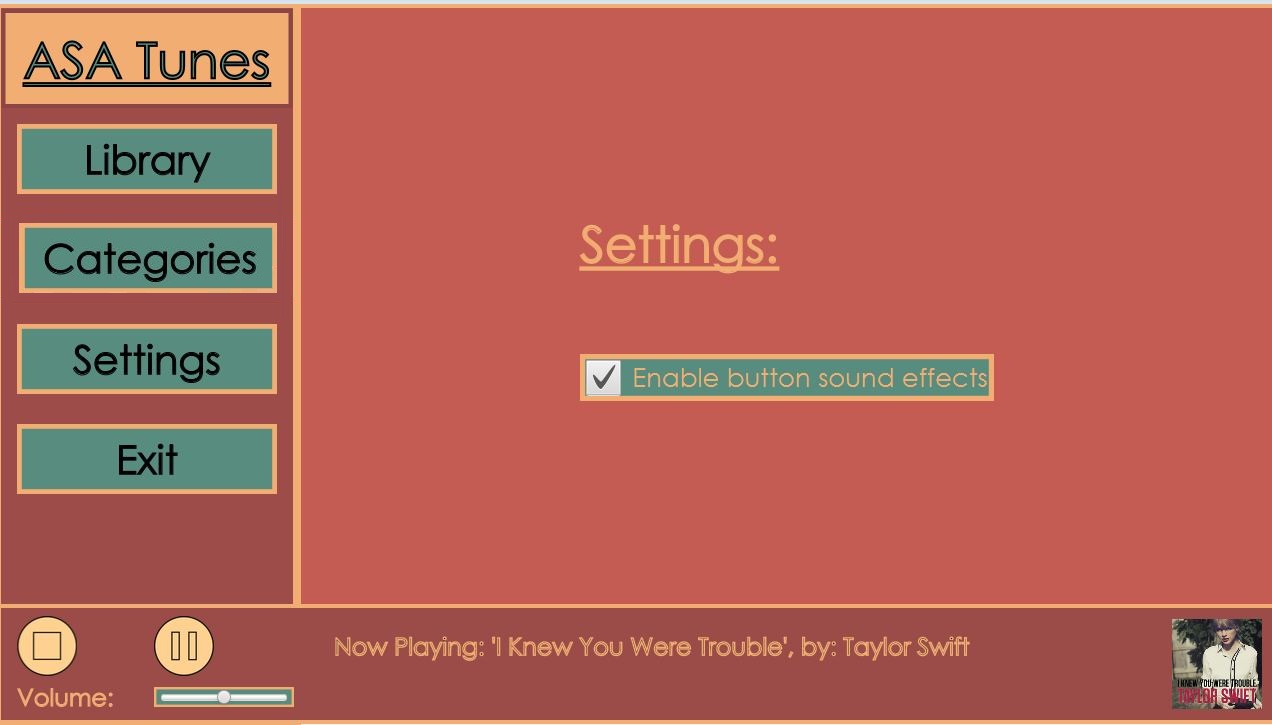 ASA Tunes
Library
Categories
Settings
Exit
Settings:
Enable button sound effects
Now Playing: 'I Knew You Were Trouble', by: Taylor Swift
Volume:
I KNEW YOU WERE TROUBLE.
TAYLOR SWIFT